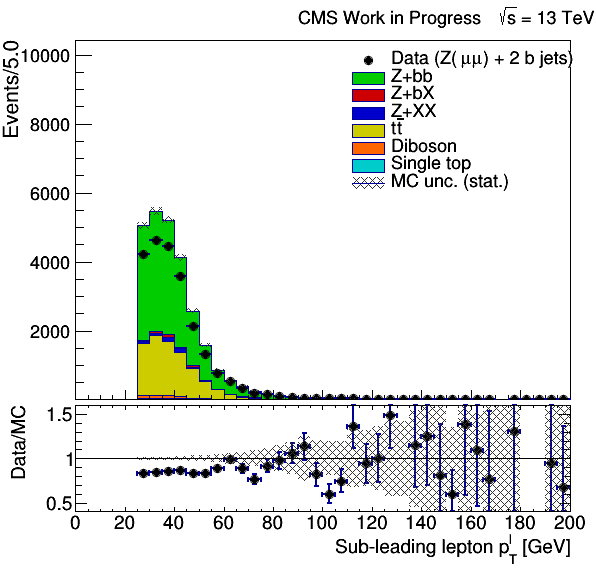 CMS Work in Progress √s = 13 TeV
Events/5.0
10000
8000
6000
4000
2000
Data (Z(μμ) + 2 b jets)
Z+bb
Z+bX
Z+XX
tt̅
Diboson
Single top
MC unc. (stat.)
Data/MC
1.5
1
0.5
0 20 40 60 80 100 120 140 160 180 200
Sub-leading lepton p_T^l [GeV]